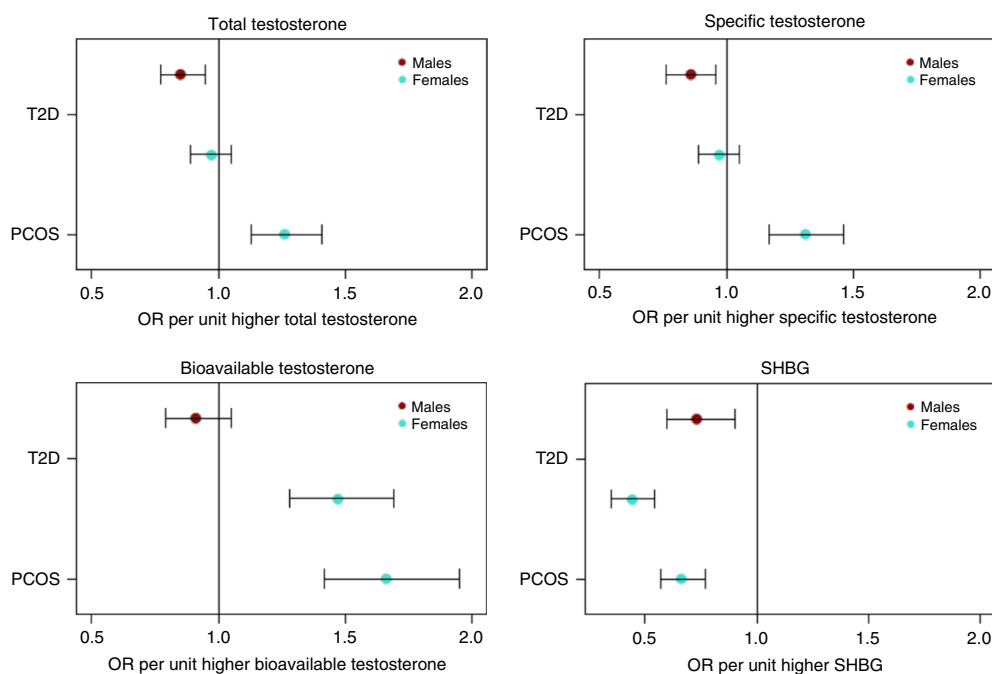 Total testosterone
Males
Females
T2D
PCOS
0.5 1.0 1.5 2.0
OR per unit higher total testosterone
Specific testosterone
Males
Females
T2D
PCOS
0.5 1.0 1.5 2.0
OR per unit higher specific testosterone
Bioavailable testosterone
Males
Females
T2D
PCOS
0.5 1.0 1.5 2.0
OR per unit higher bioavailable testosterone
SHBG
Males
Females
T2D
PCOS
0.5 1.0 1.5 2.0
OR per unit higher SHBG